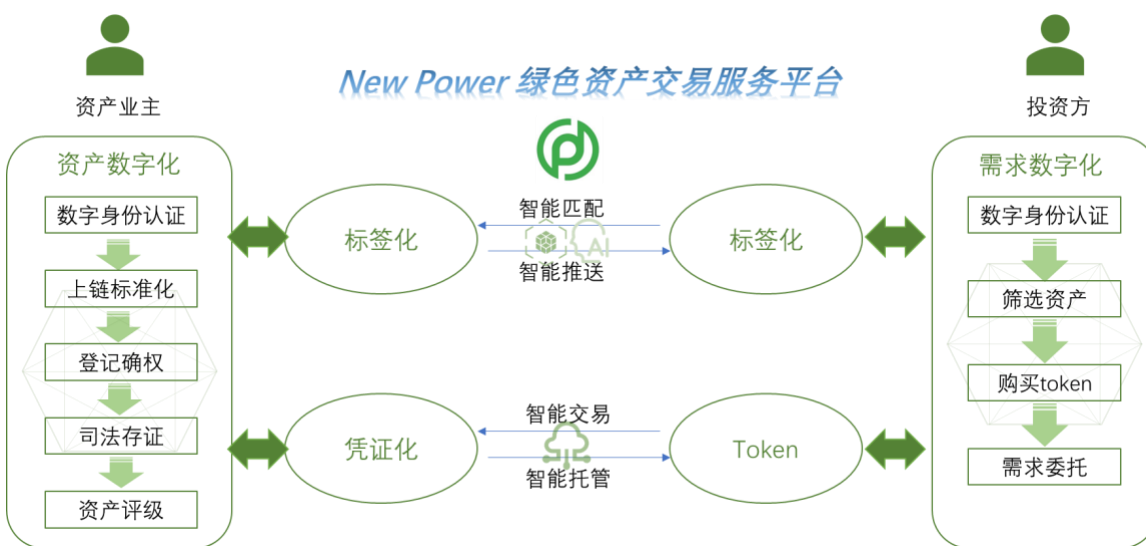 New Power 绿色资产交易服务平台
资产业主
投资方
资产数字化
数字身份认证
上链标准化
登记确权
司法存证
资产评级
标签化
智能匹配
AI
智能推送
标签化
凭证化
智能交易
智能托管
Token
需求数字化
数字身份认证
筛选资产
购买token
需求委托